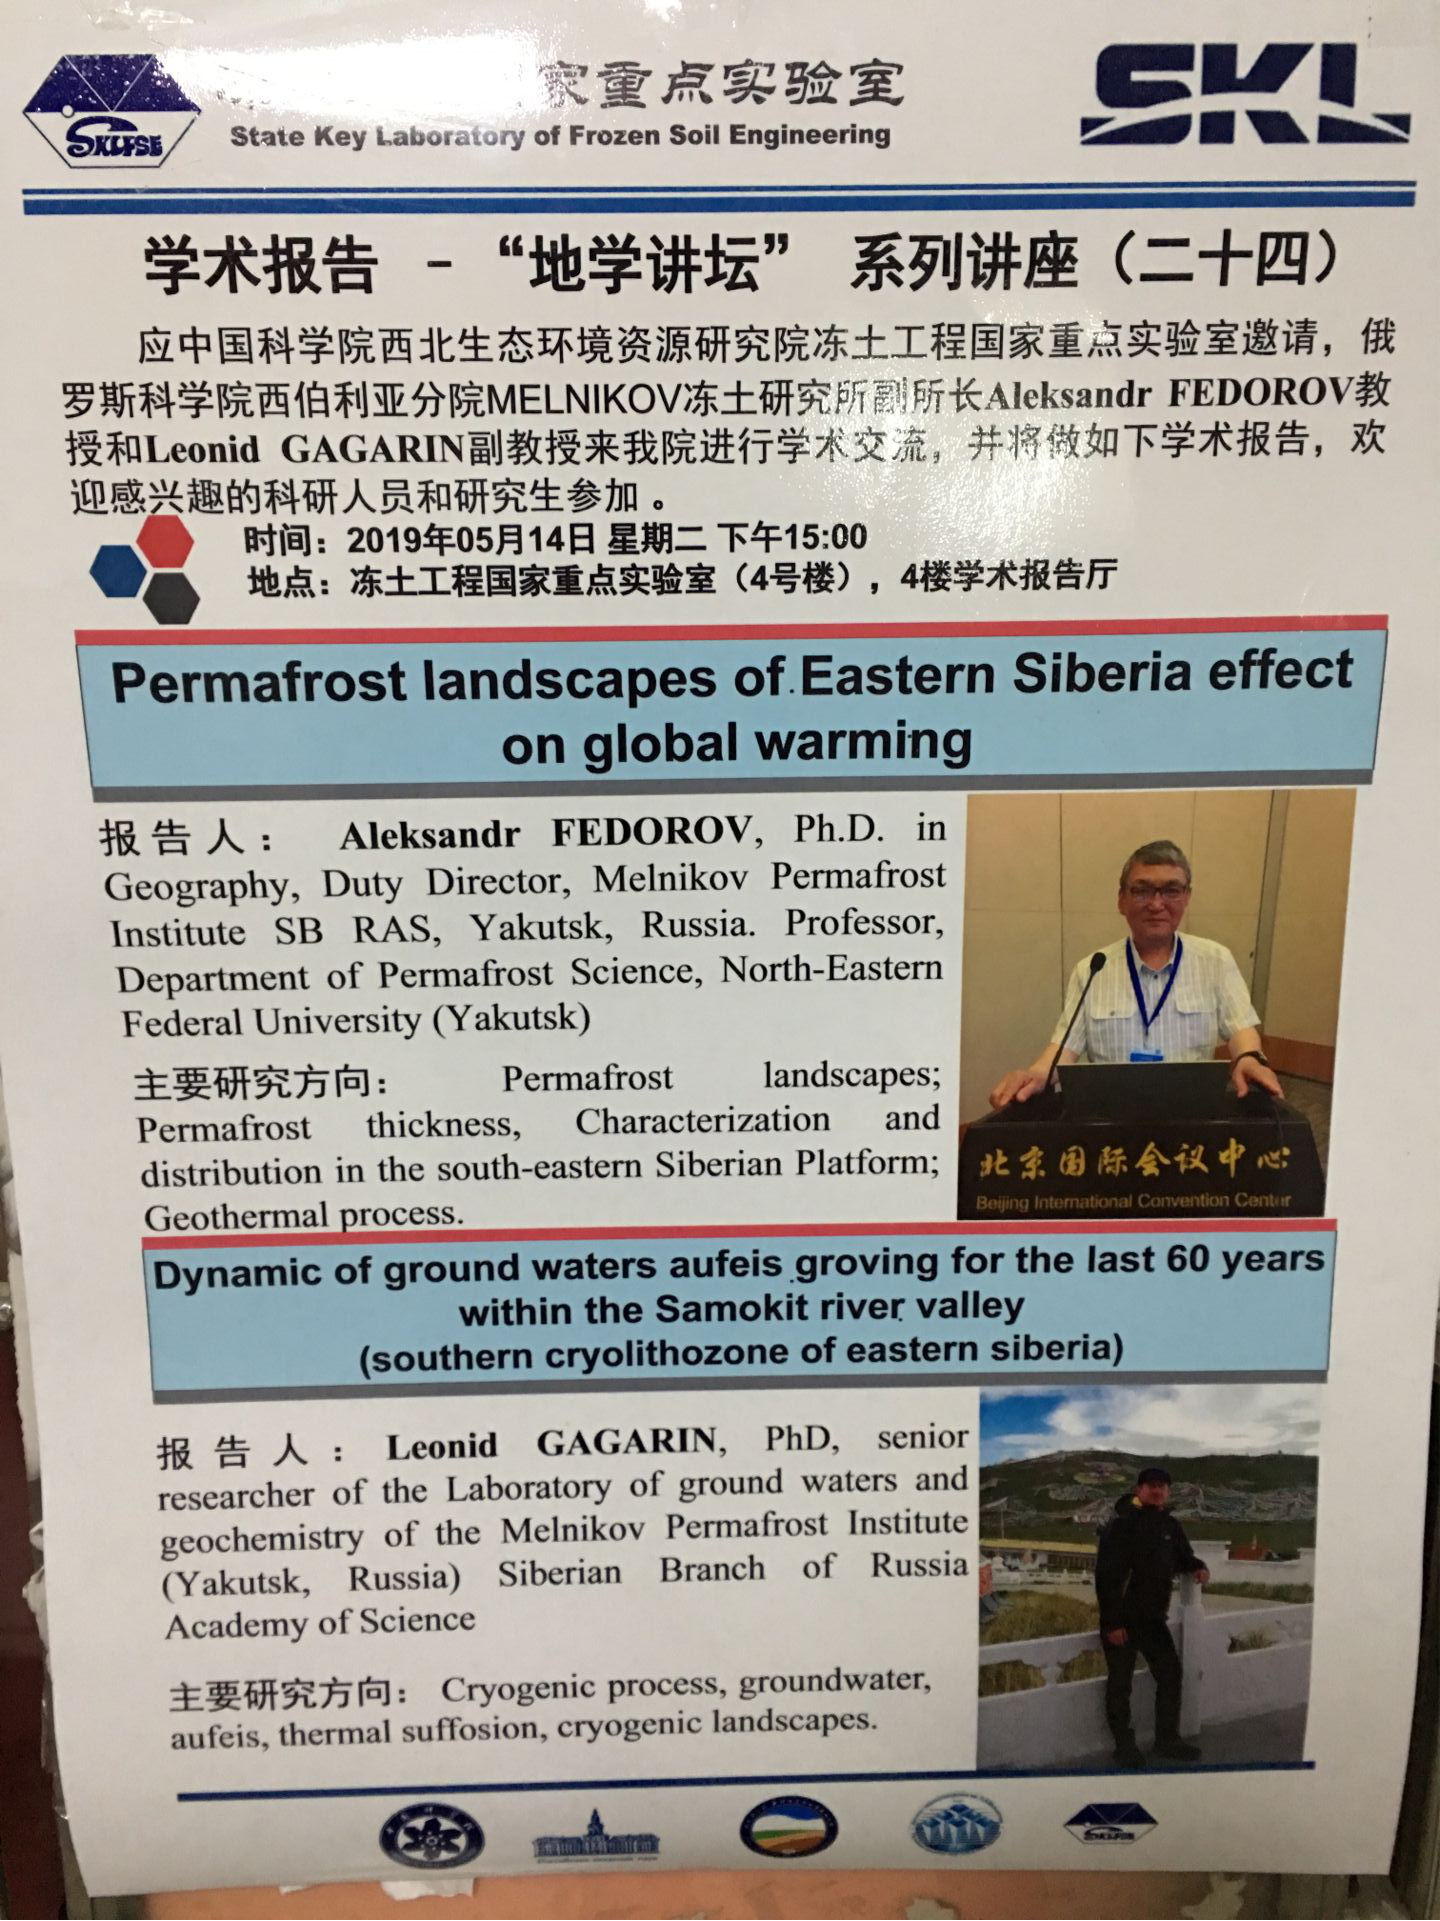 家重点实验室
SKLFSE
State Key Laboratory of Frozen Soil Engineering
SKL
学术报告 - “地学讲坛” 系列讲座（二十四）
应中国科学院西北生态环境资源研究院冻土工程国家重点实验室邀请，俄
罗斯科学院西伯利亚分院MELNIKOV冻土研究所副所长Aleksandr FEDOROV教
授和Leonid GAGARIN副教授来我院进行学术交流，并将做如下学术报告，欢
迎感兴趣的科研人员和研究生参加。
时间：2019年05月14日 星期二 下午15:00
地点：冻土工程国家重点实验室（4号楼），4楼学术报告厅
Permafrost landscapes of Eastern Siberia effect
on global warming
报告人： Aleksandr FEDOROV, Ph.D. in
Geography, Duty Director, Melnikov Permafrost
Institute SB RAS, Yakutsk, Russia. Professor,
Department of Permafrost Science, North-Eastern
Federal University (Yakutsk)
主要研究方向： Permafrost landscapes;
Permafrost thickness, Characterization and
distribution in the south-eastern Siberian Platform;
Geothermal process.
北京国际会议中心
Beijing International Convention Center
Dynamic of ground waters aufeis groving for the last 60 years
within the Samokit river valley
(southern cryolithozone of eastern siberia)
报告人： Leonid GAGARIN, PhD, senior
researcher of the Laboratory of ground waters and
geochemistry of the Melnikov Permafrost Institute
(Yakutsk, Russia) Siberian Branch of Russia
Academy of Science
主要研究方向： Cryogenic process, groundwater,
aufeis, thermal suffosion, cryogenic landscapes.
SKLFSE